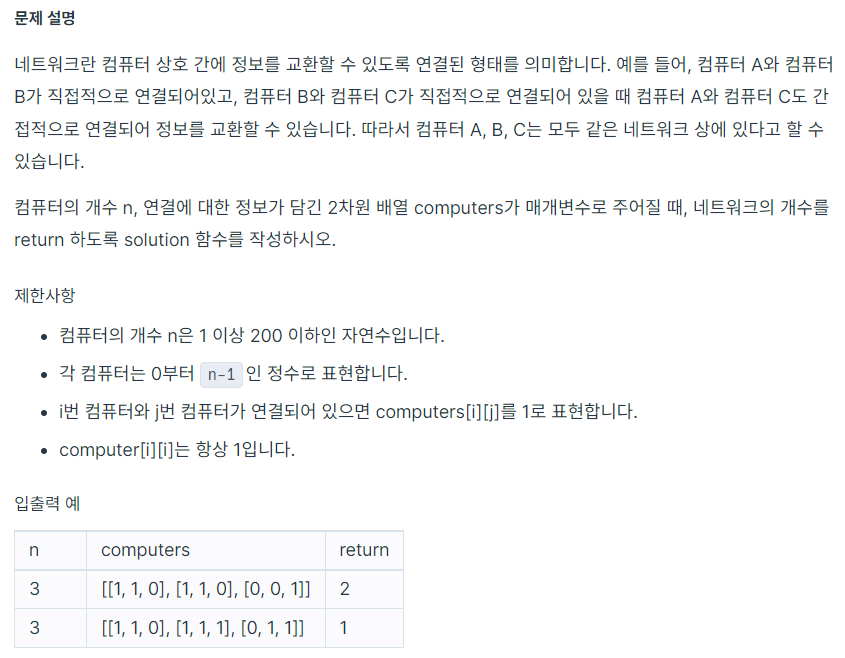 문제 설명
네트워크란 컴퓨터 상호 간에 정보를 교환할 수 있도록 연결된 형태를 의미합니다. 예를 들어, 컴퓨터 A와 컴퓨터
B가 직접적으로 연결되어있고, 컴퓨터 B와 컴퓨터 C가 직접적으로 연결되어 있을 때 컴퓨터 A와 컴퓨터 C도 간
접적으로 연결되어 정보를 교환할 수 있습니다. 따라서 컴퓨터 A, B, C는 모두 같은 네트워크 상에 있다고 할 수
있습니다.
컴퓨터의 개수 n, 연결에 대한 정보가 담긴 2차원 배열 computers가 매개변수로 주어질 때, 네트워크의 개수를
return 하도록 solution 함수를 작성하시오.
제한사항
• 컴퓨터의 개수 n은 1 이상 200 이하인 자연수입니다.
• 각 컴퓨터는 0부터 n-1 인 정수로 표현합니다.
• i번 컴퓨터와 j번 컴퓨터가 연결되어 있으면 computers[i][j]를 1로 표현합니다.
• computer[i][i]는 항상 1입니다.
입출력 예
n computers return
3 [[1, 1, 0], [1, 1, 0], [0, 0, 1]] 2
3 [[1, 1, 0], [1, 1, 1], [0, 1, 1]] 1